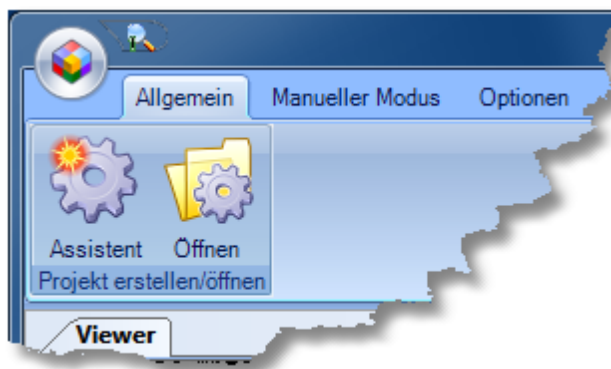 Allgemein Manueller Modus Optionen
Assistent Öffnen
Projekt erstellen/öffnen
Viewer